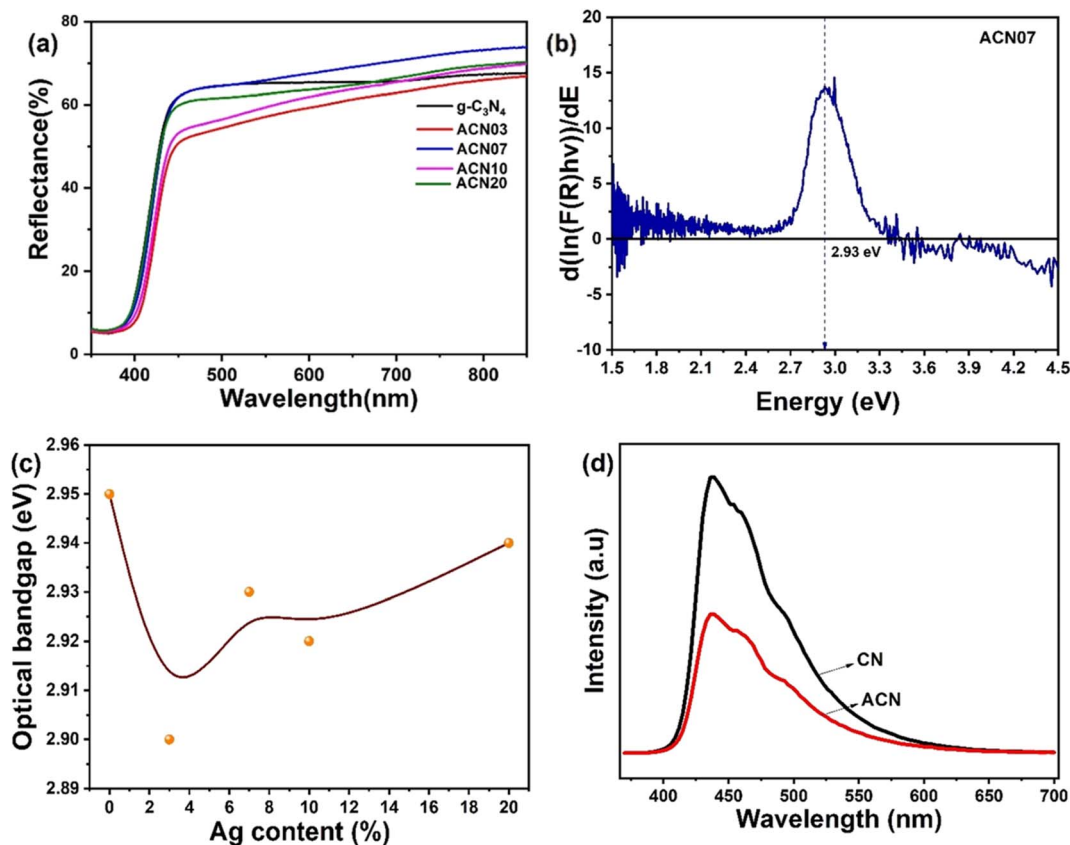 (a)
80
60
40
20
0
Reflectance(%)
g-C₃N₄
ACN03
ACN07
ACN10
ACN20
400 500 600 700 800
Wavelength(nm)
(b)
ACN07
20
15
10
5
0
-5
-10
d(ln(F(R)hv))/dE
2.93 eV
1.5 1.8 2.1 2.4 2.7 3.0 3.3 3.6 3.9 4.2 4.5
Energy (eV)
(c)
2.96
2.95
2.94
2.93
2.92
2.91
2.90
2.89
Optical bandgap (eV)
0 2 4 6 8 10 12 14 16 18 20
Ag content (%)
(d)
Intensity (a.u)
CN
ACN
400 450 500 550 600 650 700
Wavelength (nm)